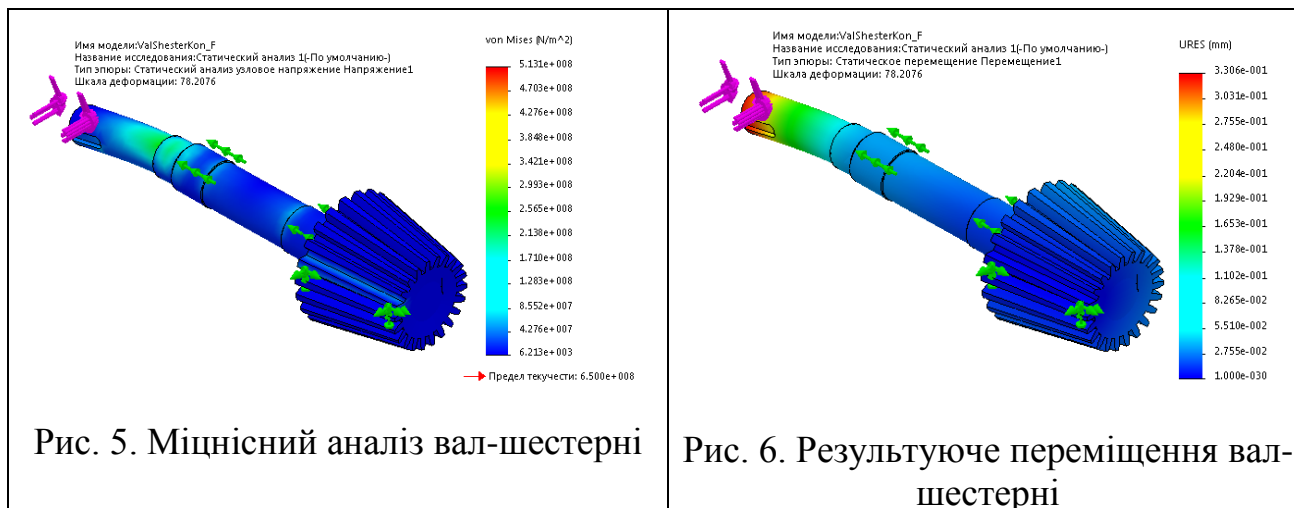 Имя модели:ValShesterKon_F
Название исследования:Статический анализ 1(-По умолчанию-)
Тип эпюры: Статический анализ узловое напряжение Напряжение1
Шкала деформации: 78.2076
von Mises (N/m^2)
5.131e+008
4.703e+008
4.276e+008
3.848e+008
3.421e+008
2.993e+008
2.565e+008
2.138e+008
1.710e+008
1.283e+008
8.552e+007
4.276e+007
6.213e+003
Предел текучести: 6.500e+008
Рис. 5. Міцнісний аналіз вал-шестерні
Имя модели:ValShesterKon_F
Название исследования:Статический анализ 1(-По умолчанию-)
Тип эпюры: Статическое перемещение Перемещение1
Шкала деформации: 78.2076
URES (mm)
3.306e-001
3.031e-001
2.755e-001
2.480e-001
2.204e-001
1.929e-001
1.653e-001
1.378e-001
1.102e-001
8.265e-002
5.510e-002
2.755e-002
1.000e-030
Рис. 6. Результуюче переміщення вал-
шестерні